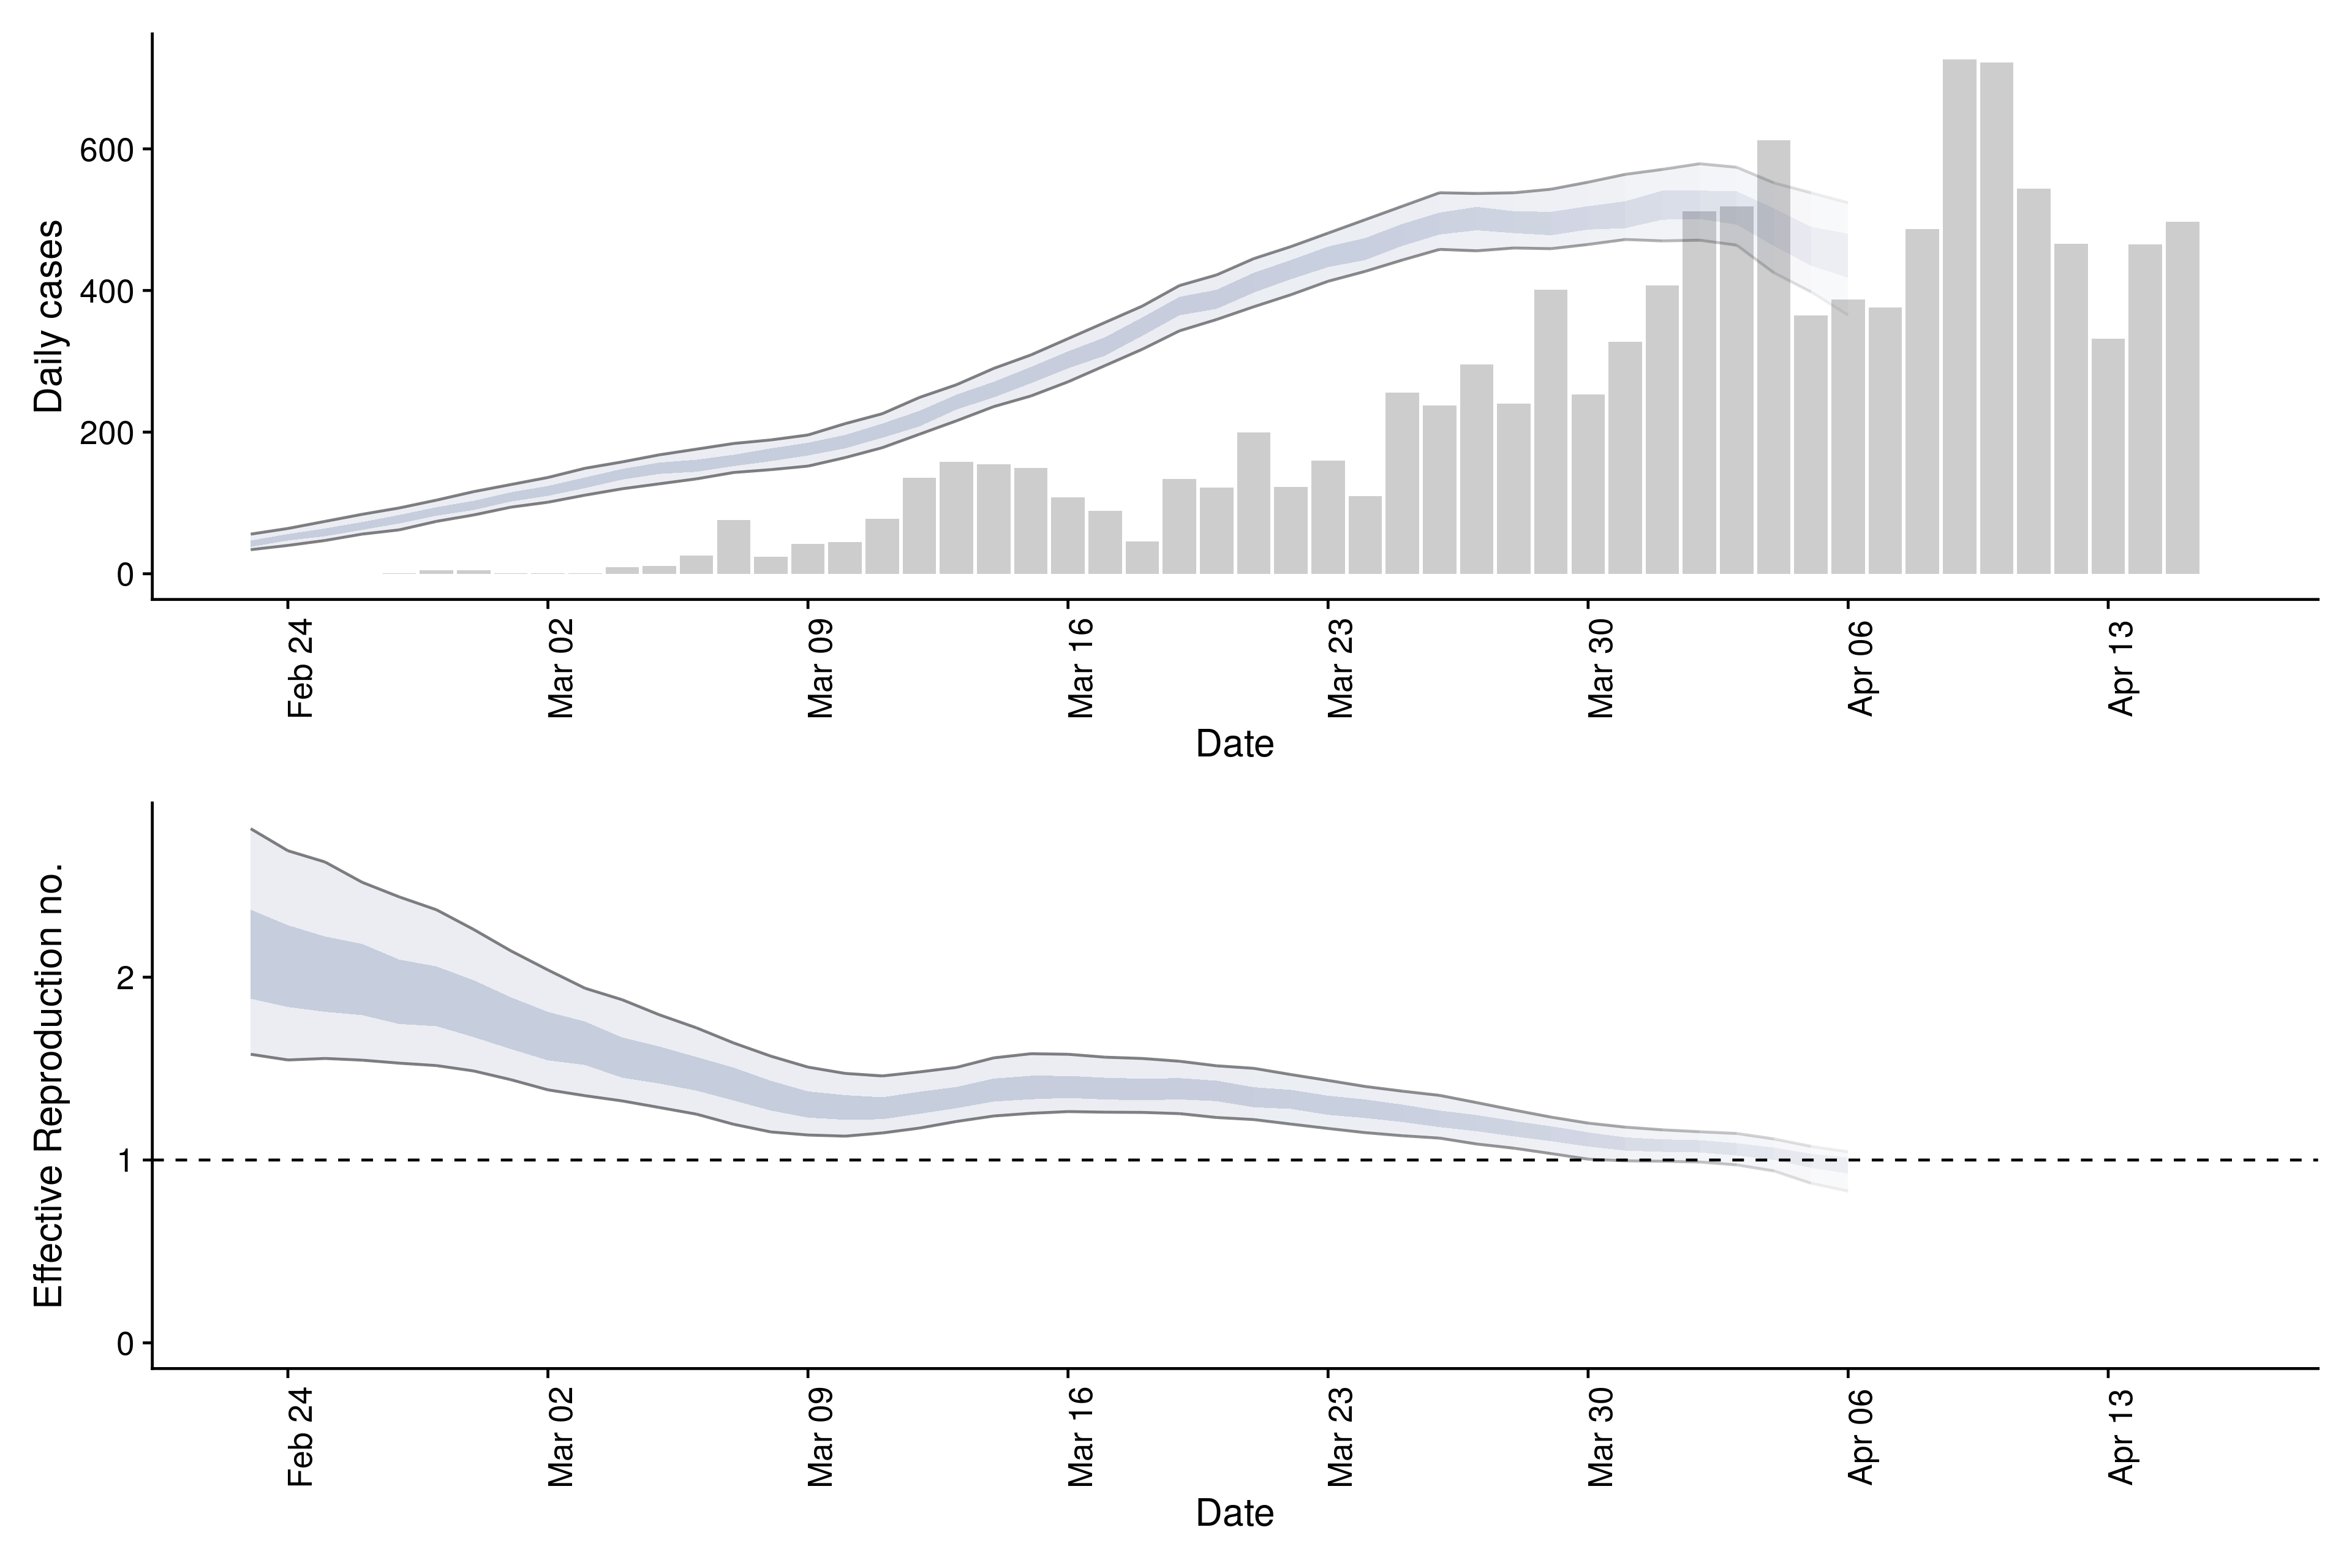 Daily cases
600
400
200
0
Feb 24
Mar 02
Mar 09
Mar 16
Mar 23
Mar 30
Apr 06
Apr 13
Date
Effective Reproduction no.
2
1
0
Feb 24
Mar 02
Mar 09
Mar 16
Mar 23
Mar 30
Apr 06
Apr 13
Date